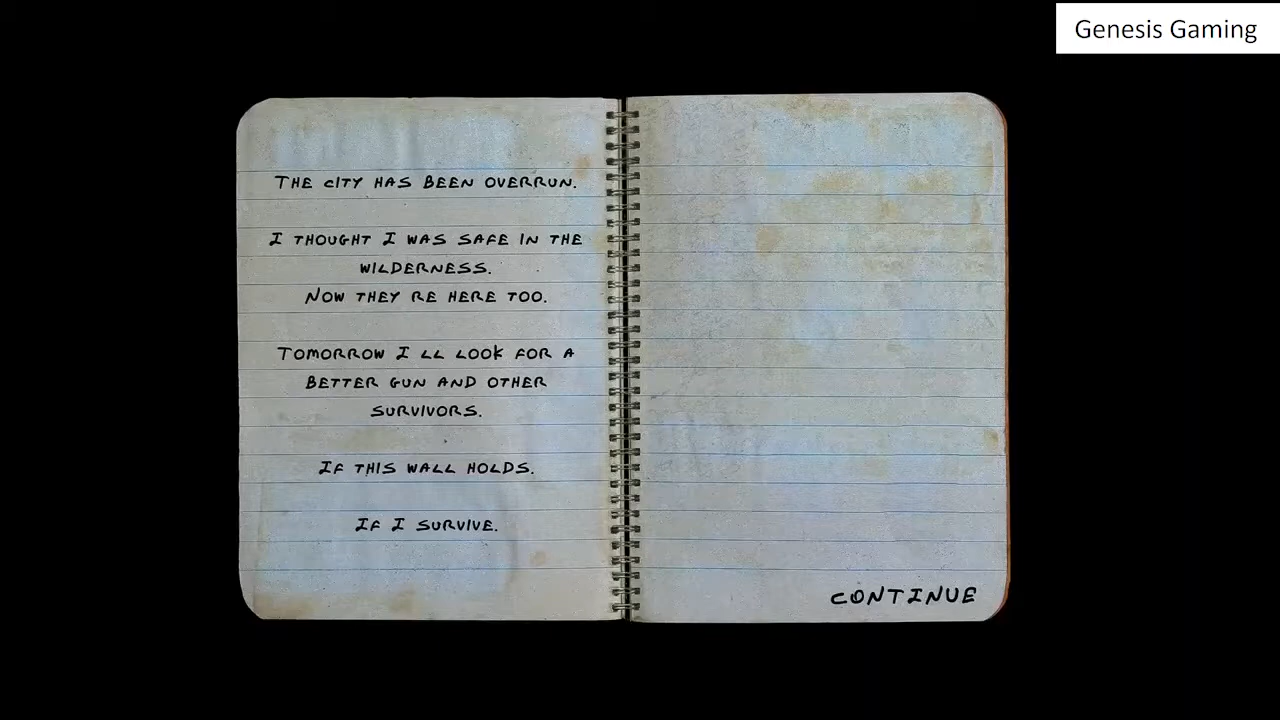 Genesis Gaming
THE CITY HAS BEEN OVERRUN.
I THOUGHT I WAS SAFE IN THE
WILDERNESS.
NOW THEY RE HERE TOO.
TOMORROW I LL LOOK FOR A
BETTER GUN AND OTHER
SURVIVORS.
IF THIS WALL HOLDS.
IF I SURVIVE.
CONTINUE